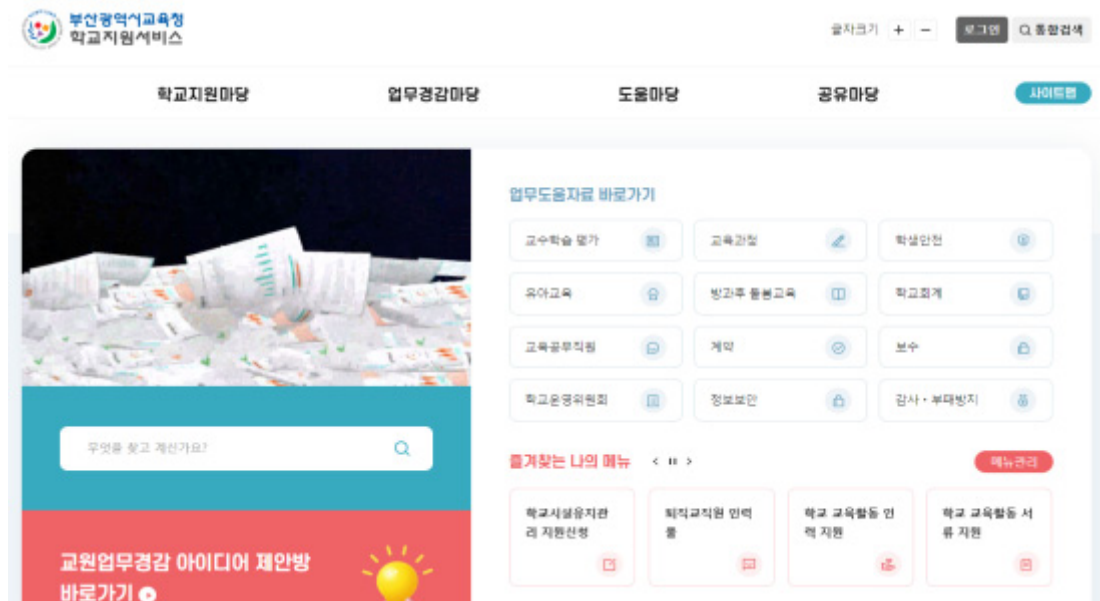 부산광역시교육청
학교지원서비스
글자크기 + −
로그인
통합검색
학교지원마당
업무경감마당
도움마당
공유마당
사이트맵
업무도움자료 바로가기
교수학습 평가
교육과정
학생안전
유아교육
방과후 돌봄교육
학교회계
교육공무직원
계약
보수
학교운영위원회
정보보안
감사·부패방지
무엇을 찾고 계신가요?
즐겨찾는 나의 메뉴
메뉴관리
학교시설유지관
리 지원신청
퇴직교직원 인력
풀
학교 교육활동 인
력 지원
학교 교육활동 서
류 지원
교원업무경감 아이디어 제안방
바로가기